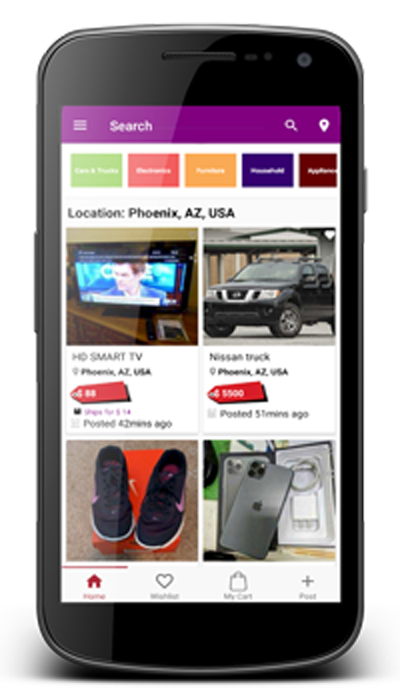 Search
Cars & Trucks
Electronics
Furniture
Household
Appliance
Location: Phoenix, AZ, USA
HD SMART TV
Phoenix, AZ, USA
$ 88
Ships for $ 14
Posted 42mins ago
Nissan truck
Phoenix, AZ, USA
$ 5500
Posted 51mins ago
Home
Wishlist
My Cart
Post